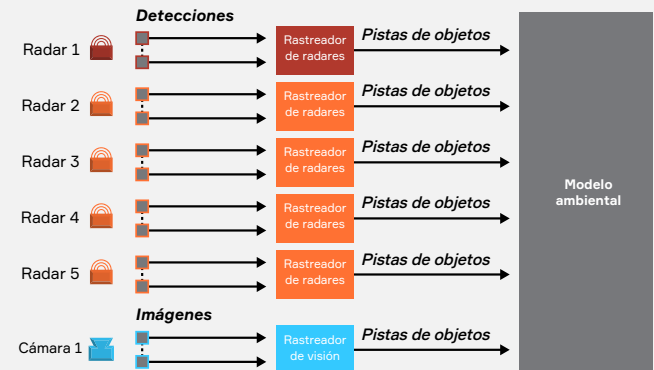 Detecciones
Radar 1
Rastreador
de radares
Pistas de objetos
Radar 2
Rastreador
de radares
Pistas de objetos
Radar 3
Rastreador
de radares
Pistas de objetos
Modelo
ambiental
Radar 4
Rastreador
de radares
Pistas de objetos
Radar 5
Rastreador
de radares
Pistas de objetos
Imágenes
Cámara 1
Rastreador
de visión
Pistas de objetos